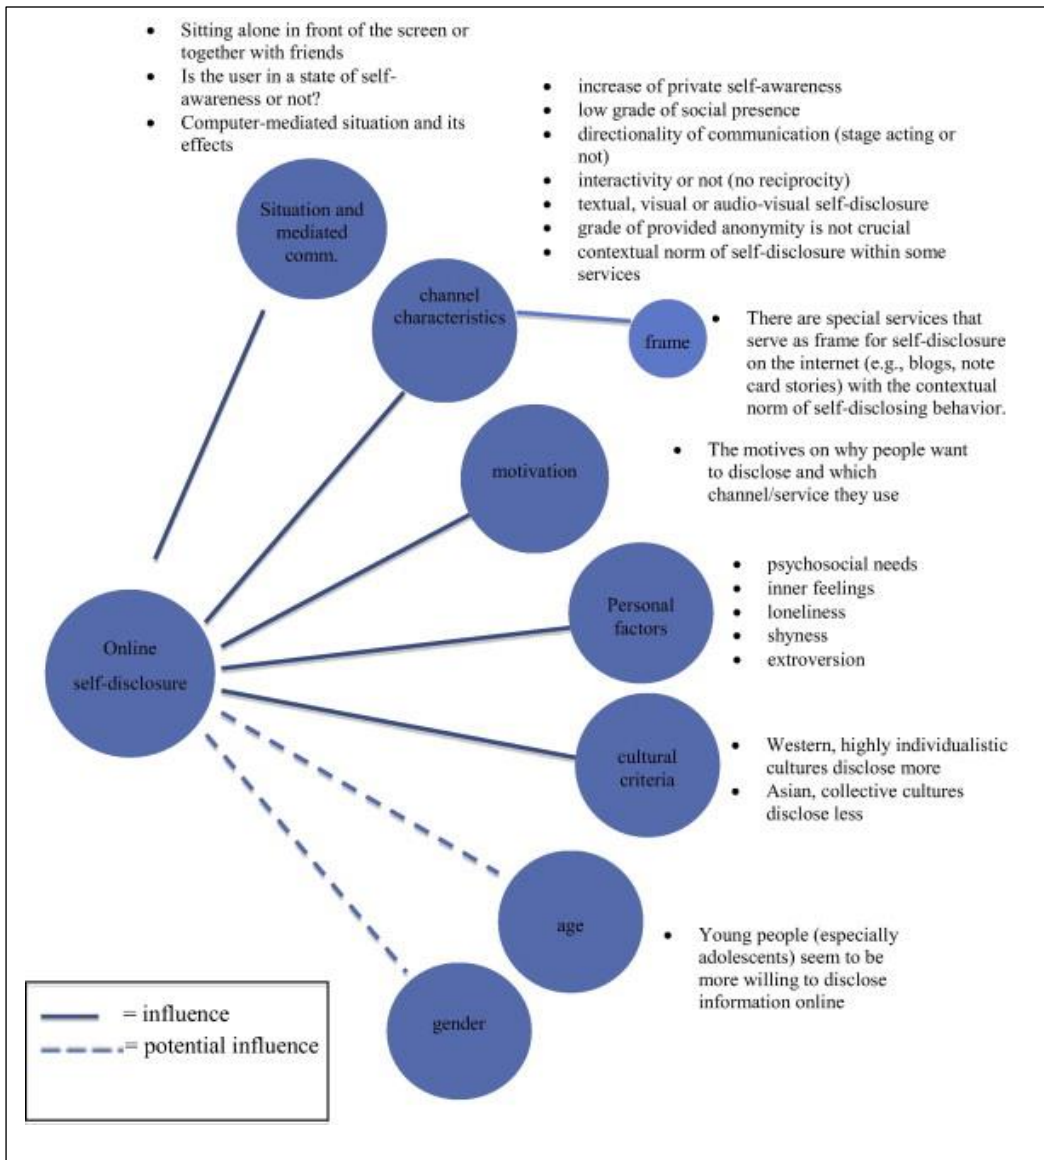 • Sitting alone in front of the screen or
together with friends
• Is the user in a state of self-
awareness or not?
• Computer-mediated situation and its
effects
• increase of private self-awareness
• low grade of social presence
• directionality of communication (stage acting or
not)
• interactivity or not (no reciprocity)
• textual, visual or audio-visual self-disclosure
• grade of provided anonymity is not crucial
• contextual norm of self-disclosure within some
services
Situation and
mediated
comm.
channel
characteristics
frame
• There are special services that
serve as frame for self-disclosure
on the internet (e.g., blogs, note
card stories) with the contextual
norm of self-disclosing behavior.
motivation
• The motives on why people want
to disclose and which
channel/service they use
Personal
factors
• psychosocial needs
• inner feelings
• loneliness
• shyness
• extroversion
Online
self-disclosure
cultural
criteria
• Western, highly individualistic
cultures disclose more
• Asian, collective cultures
disclose less
age
• Young people (especially
adolescents) seem to be
more willing to disclose
information online
gender
= influence
= potential influence